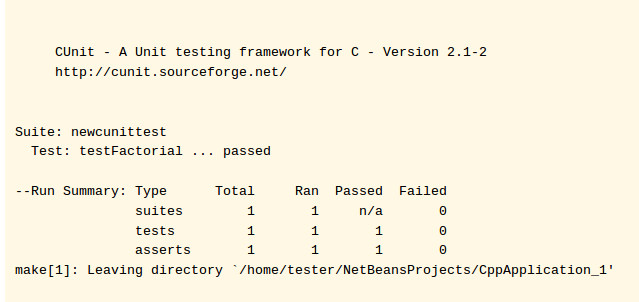 CUnit - A Unit testing framework for C - Version 2.1-2
http://cunit.sourceforge.net/
Suite: newcunittest
Test: testFactorial ... passed
--Run Summary: Type Total Ran Passed Failed
suites 1 1 n/a 0
tests 1 1 1 0
asserts 1 1 1 0
make[1]: Leaving directory `/home/tester/NetBeansProjects/CppApplication_1'